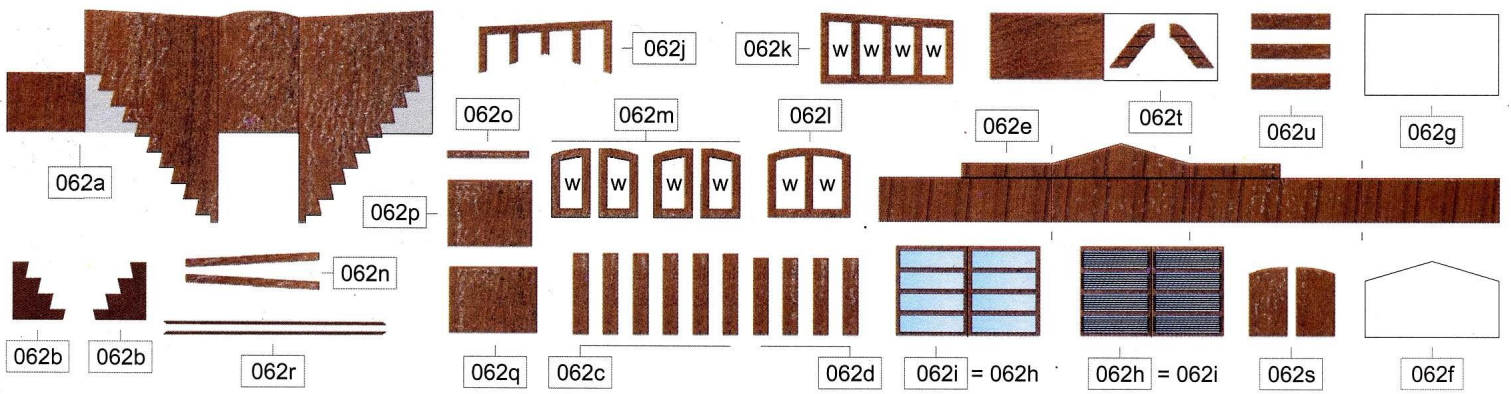 062j
062k
W W W W
062t
062u
062g
062a
062o
062m
062l
062e
W W W W
W W
062p
062n
062b
062b
062r
062q
062c
062d
062i = 062h
062h = 062i
062s
062f